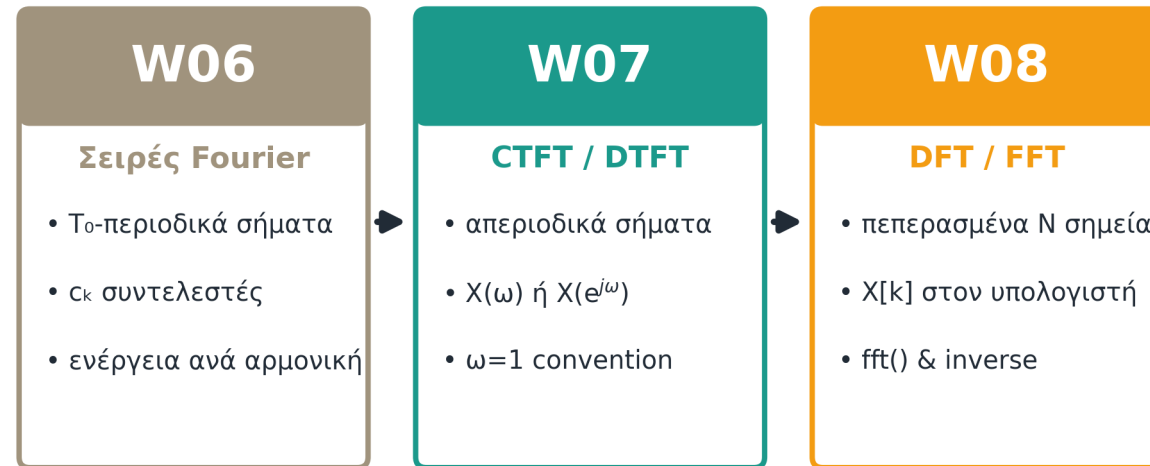 W06
Σειρές Fourier
• T₀-περιοδικά σήματα
• cₖ συντελεστές
• ενέργεια ανά αρμονική
W07
CTFT / DTFT
• απεριοδικά σήματα
• X(ω) ή X(e^{jω})
• ω=1 convention
W08
DFT / FFT
• πεπερασμένα N σημεία
• X[k] στον υπολογιστή
• fft() & inverse